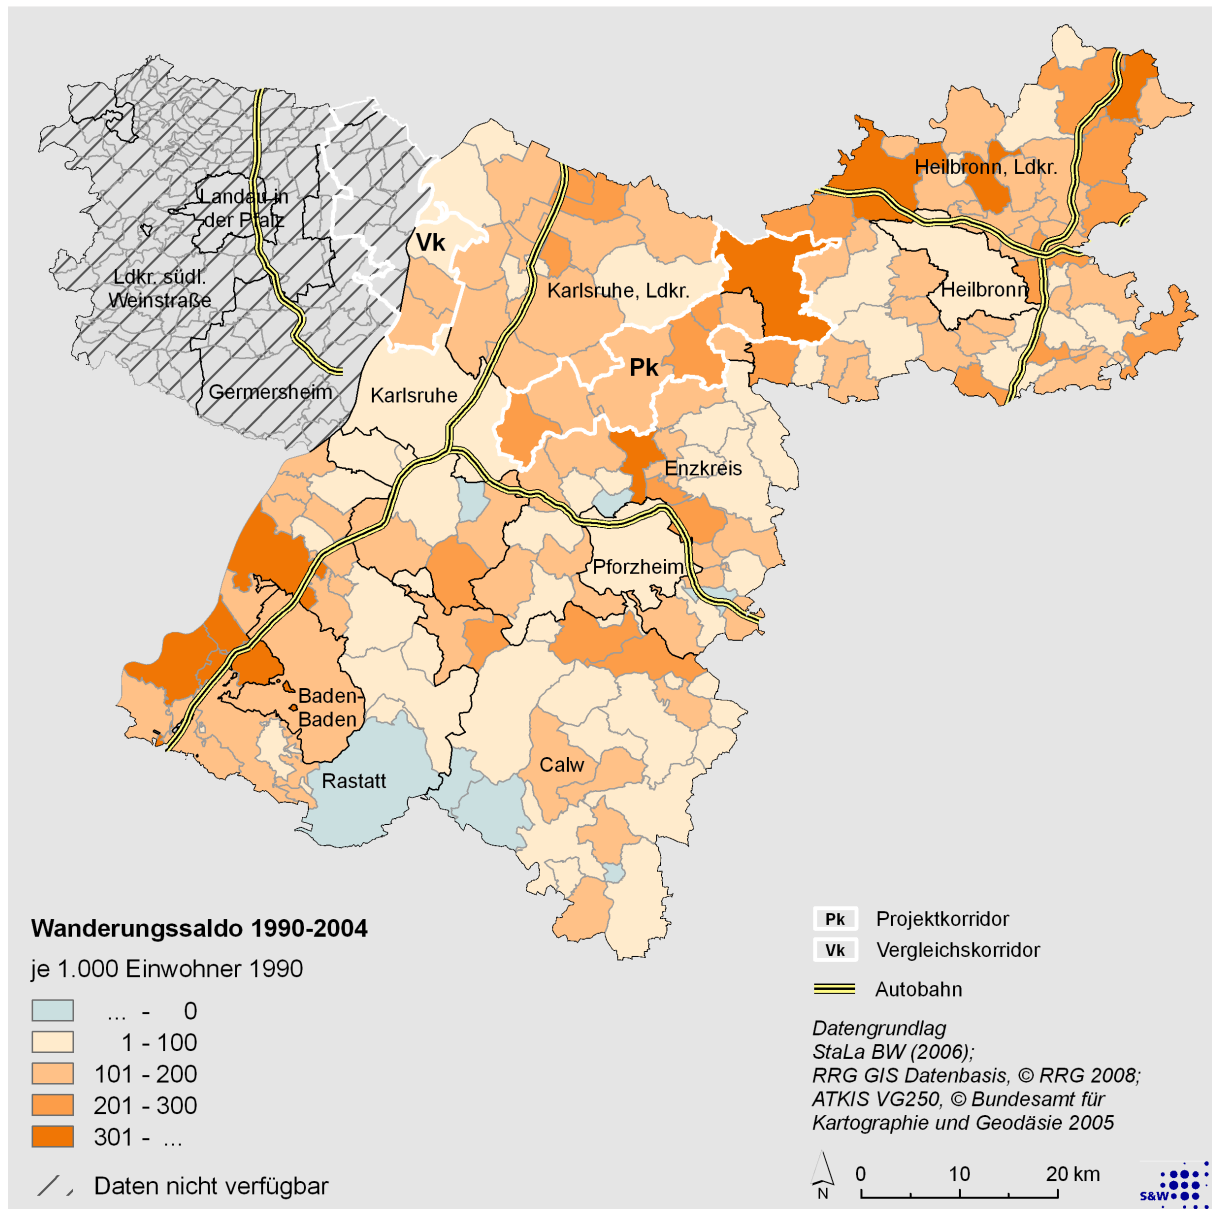 Heilbronn, Ldkr.
Landau in
der Pfalz
Vk
Ldkr. südl.
Weinstraße
Karlsruhe, Ldkr.
Heilbronn
Pk
Germersheim
Karlsruhe
Enzkreis
Pforzheim
Baden-
Baden
Calw
Rastatt
Wanderungssaldo 1990-2004
je 1.000 Einwohner 1990
... - 0
1 - 100
101 - 200
201 - 300
301 - ...
Daten nicht verfügbar
Pk Projektkorridor
Vk Vergleichskorridor
Autobahn
Datengrundlag
StaLa BW (2006);
RRG GIS Datenbasis, © RRG 2008;
ATKIS VG250, © Bundesamt für
Kartographie und Geodäsie 2005
N
0 10 20 km
S&W